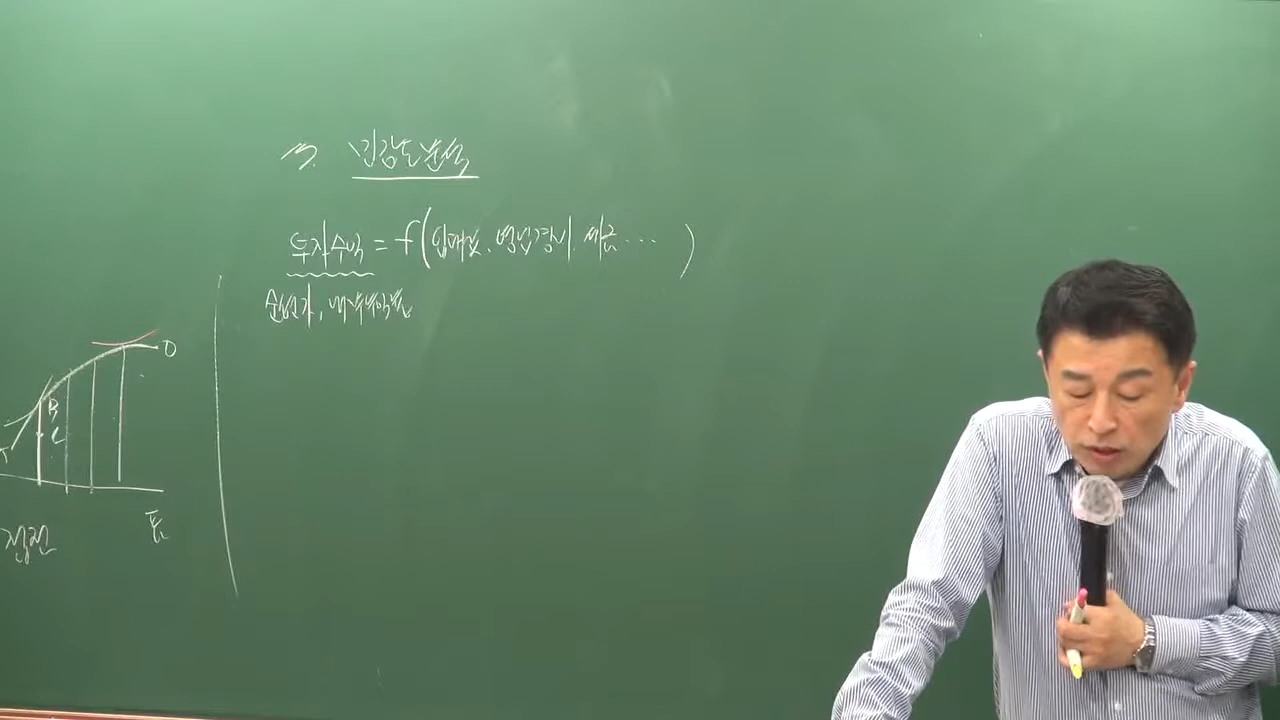 3. 민감도분석
투자수익 = f(임대료, 영업경비, 세금 ··· )
순현가, 내부수익률
D
B
C